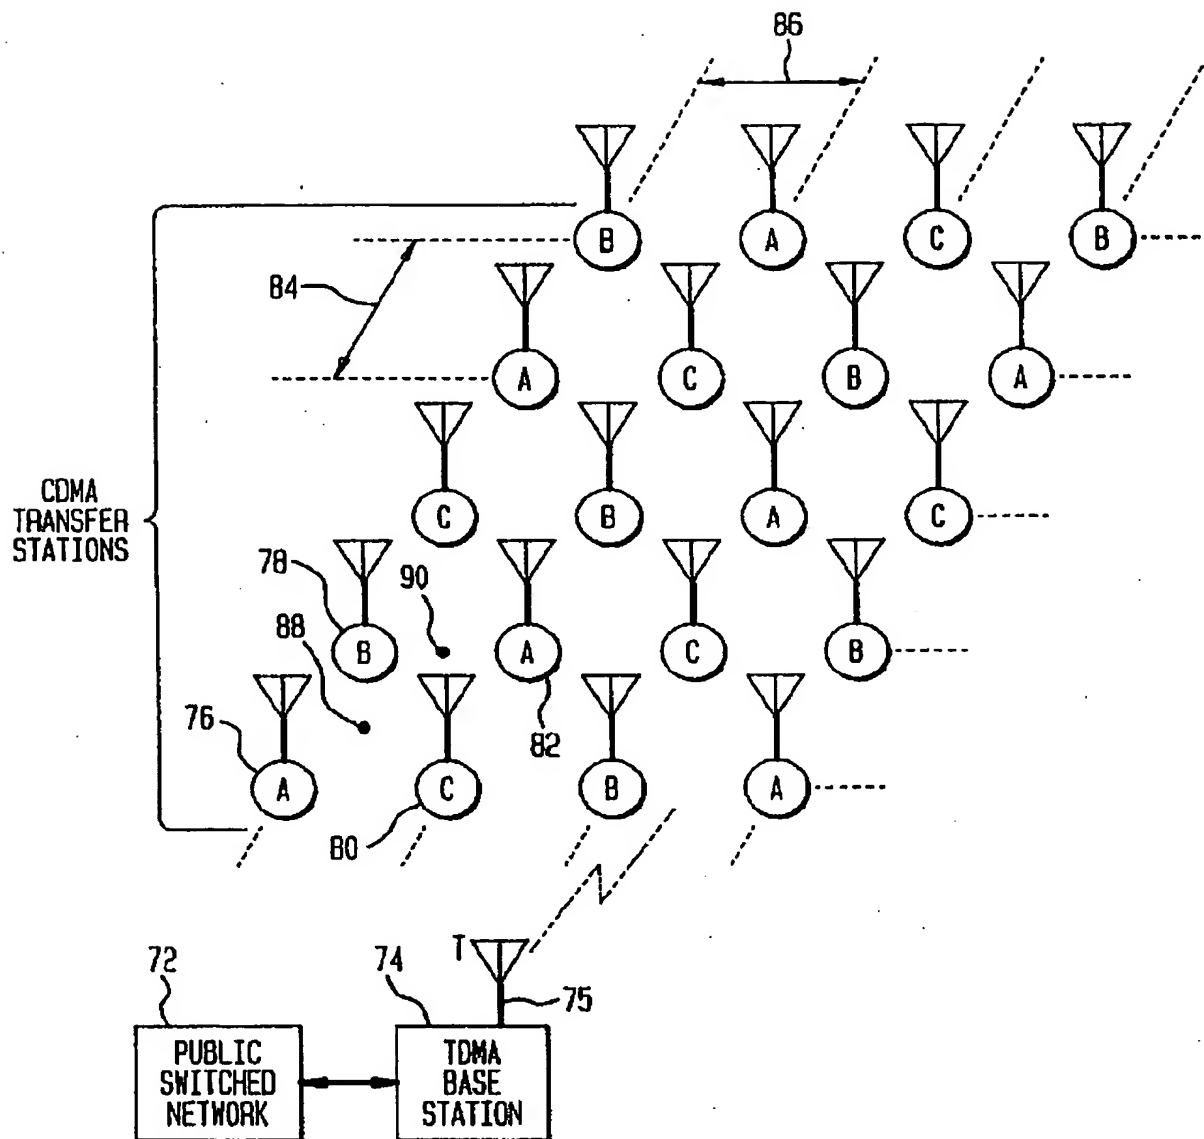 86
B A C B
84
A C B A
CDMA
TRANSFER
STATIONS
C B A C
78
90
88
B A C B
76
82
A C B A
80
T
72
74
75
PUBLIC
SWITCHED
NETWORK
TDMA
BASE
STATION